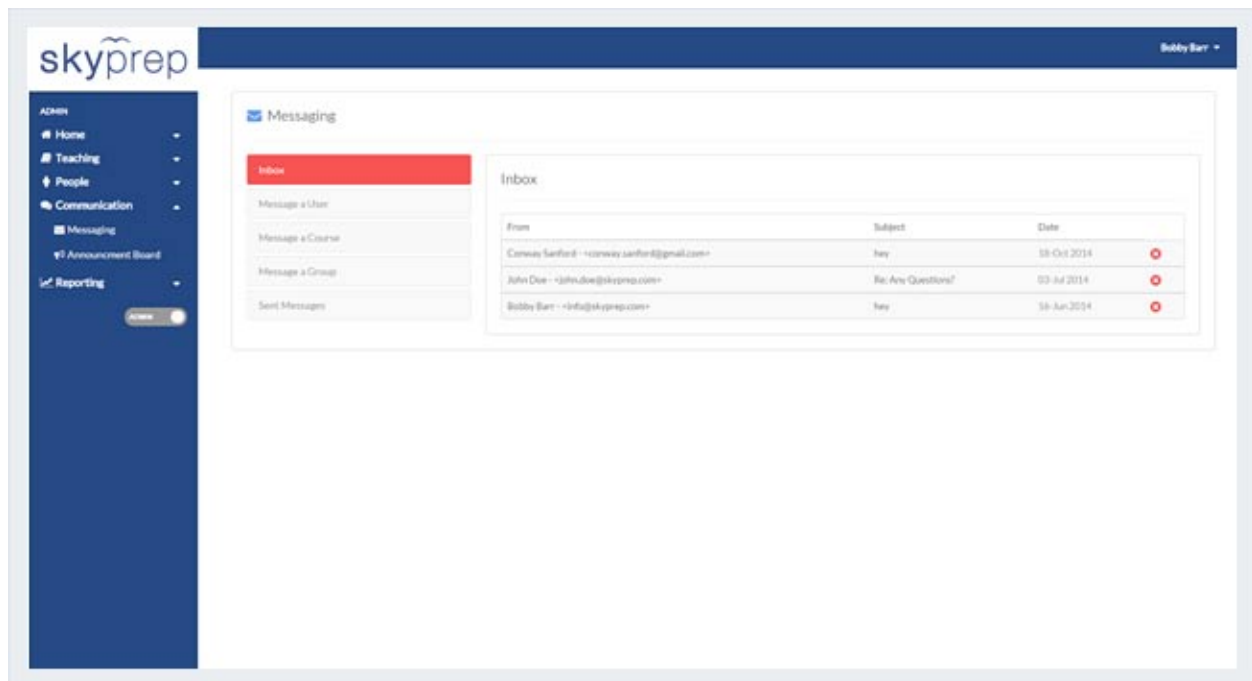 skyprep
Bobby Barr
ADMIN
Home
Teaching
People
Communication
Messaging
Announcment Board
Reporting
ADMIN
Messaging
Inbox
Message a User
Message a Course
Message a Group
Sent Messages
Inbox
From Subject Date
Conway Sanford - <conway.sanford@gmail.com> hey 18-Oct 2014
John Doe - <john.doe@skyprep.com> Re: Any Questions? 03-Jul 2014
Bobby Barr - <info@skyprep.com> hey 16-Jun 2014